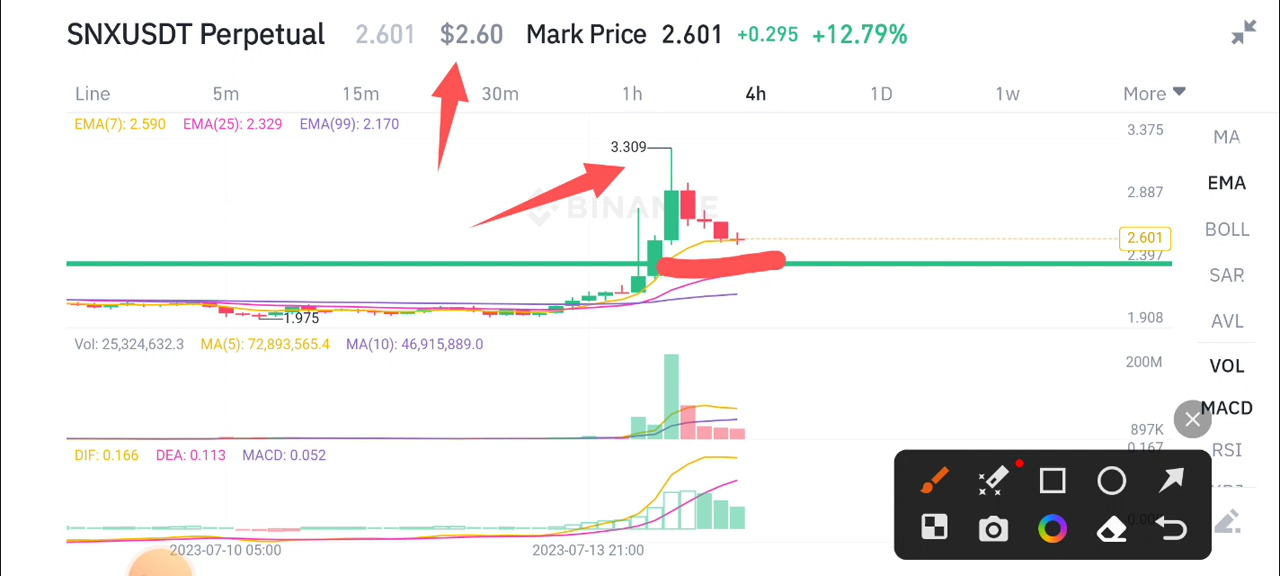 SNXUSDT Perpetual 2.601 $2.60 Mark Price 2.601 +0.295 +12.79%
Line 5m 15m 30m 1h 4h 1D 1w More
EMA(7): 2.590 EMA(25): 2.329 EMA(99): 2.170
3.375
MA
3.309
2.887
EMA
BINANCE
BOLL
2.601
2.397
SAR
1.975
1.908
AVL
Vol: 25,324,632.3 MA(5): 72,893,565.4 MA(10): 46,915,889.0
200M
VOL
MACD
897K
0.167
RSI
DIF: 0.166 DEA: 0.113 MACD: 0.052
2023-07-10 05:00 2023-07-13 21:00